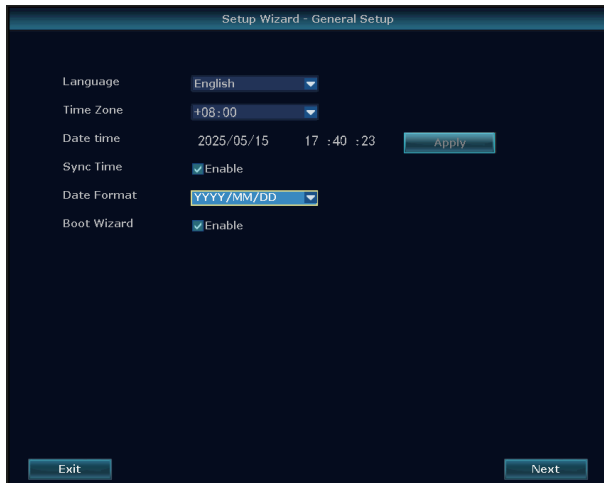 Setup Wizard - General Setup
Language English
Time Zone +08:00
Date time 2025/05/15 17 :40 :23 Apply
Sync Time Enable
Date Format YYYY/MM/DD
Boot Wizard Enable
Exit Next